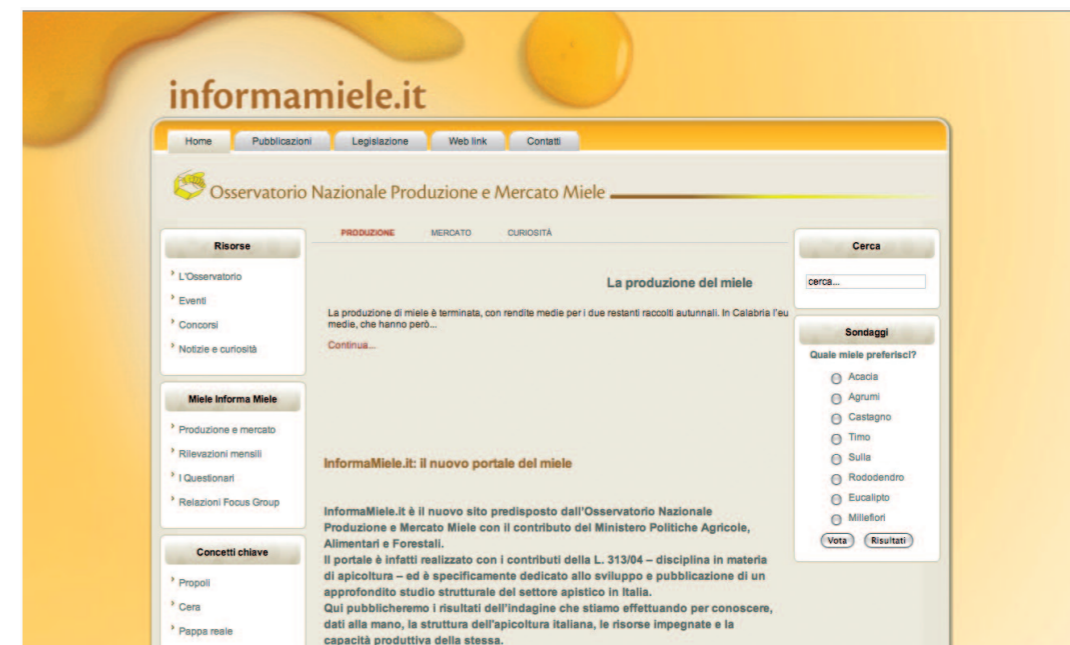 informamiele.it
Home Pubblicazioni Legislazione Web link Contatti
Osservatorio Nazionale Produzione e Mercato Miele
Risorse
L'Osservatorio
Eventi
Concorsi
Notizie e curiosità
Miele Informa Miele
Produzione e mercato
Rilevazioni mensili
I Questionari
Relazioni Focus Group
Concetti chiave
Propoli
Cera
Pappa reale
PRODUZIONE MERCATO CURIOSITÀ
La produzione del miele
La produzione di miele è terminata, con rendite medie per i due restanti raccolti autunnali. In Calabria l'eu
medie, che hanno però...
Continua...
InformaMiele.it: il nuovo portale del miele
InformaMiele.it è il nuovo sito predisposto dall'Osservatorio Nazionale
Produzione e Mercato Miele con il contributo del Ministero Politiche Agricole,
Alimentari e Forestali.
Il portale è infatti realizzato con i contributi della L. 313/04 – disciplina in materia
di apicoltura – ed è specificamente dedicato allo sviluppo e pubblicazione di un
approfondito studio strutturale del settore apistico in Italia.
Qui pubblicheremo i risultati dell'indagine che stiamo effettuando per conoscere,
dati alla mano, la struttura dell'apicoltura italiana, le risorse impegnate e la
capacità produttiva della stessa.
Cerca
cerca...
Sondaggi
Quale miele preferisci?
Acacia
Agrumi
Castagno
Timo
Sulla
Rododendro
Eucalipto
Millefiori
Vota Risultati